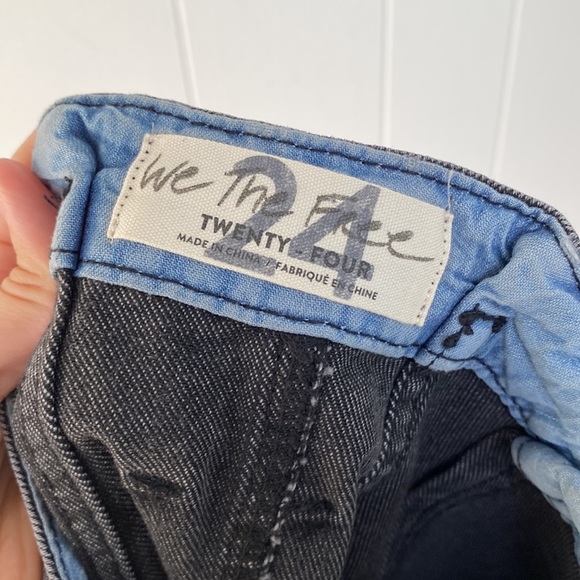 We The Free
24
TWENTY - FOUR
MADE IN CHINA / FABRIQUÉ EN CHINE